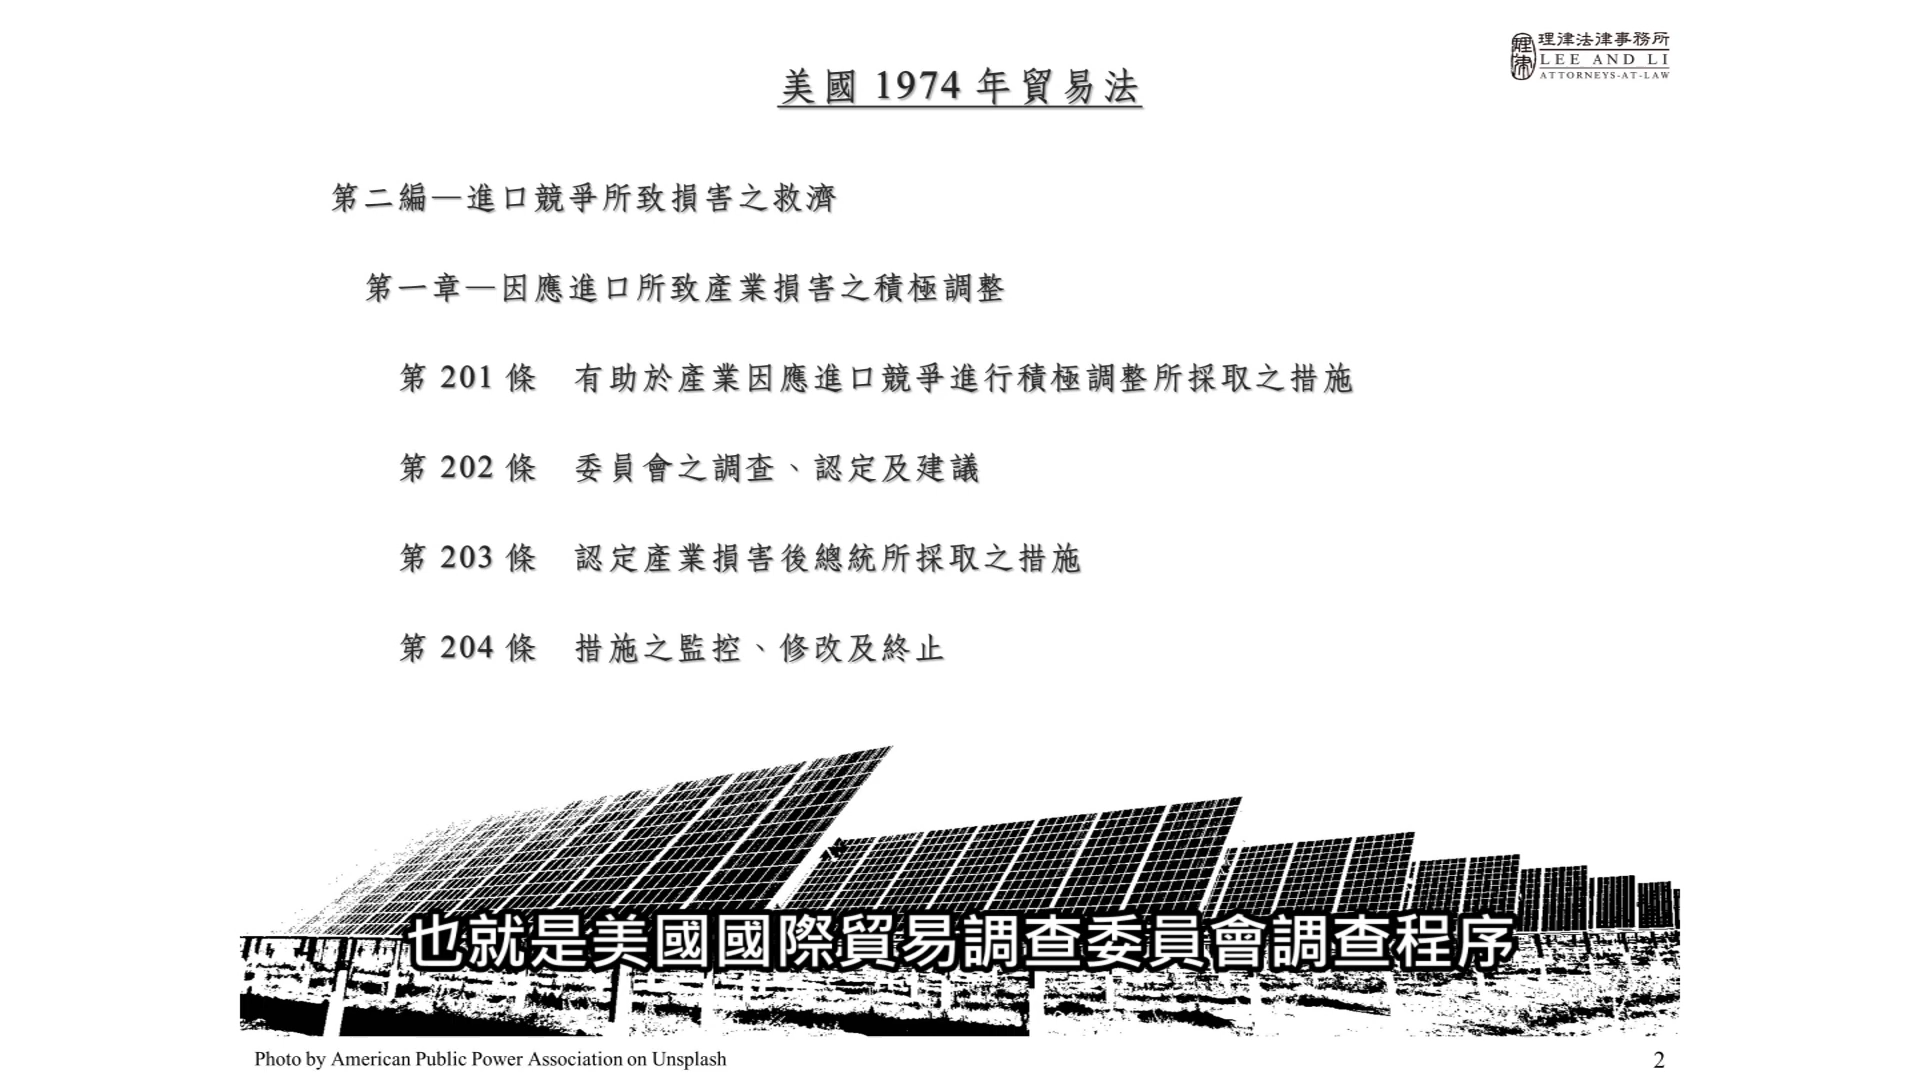 理律
理律法律事務所
LEE AND LI
ATTORNEYS-AT-LAW
美國 1974 年貿易法
第二編—進口競爭所致損害之救濟
第一章—因應進口所致產業損害之積極調整
第 201 條 有助於產業因應進口競爭進行積極調整所採取之措施
第 202 條 委員會之調查、認定及建議
第 203 條 認定產業損害後總統所採取之措施
第 204 條 措施之監控、修改及終止
也就是美國國際貿易調查委員會調查程序
Photo by American Public Power Association on Unsplash
2